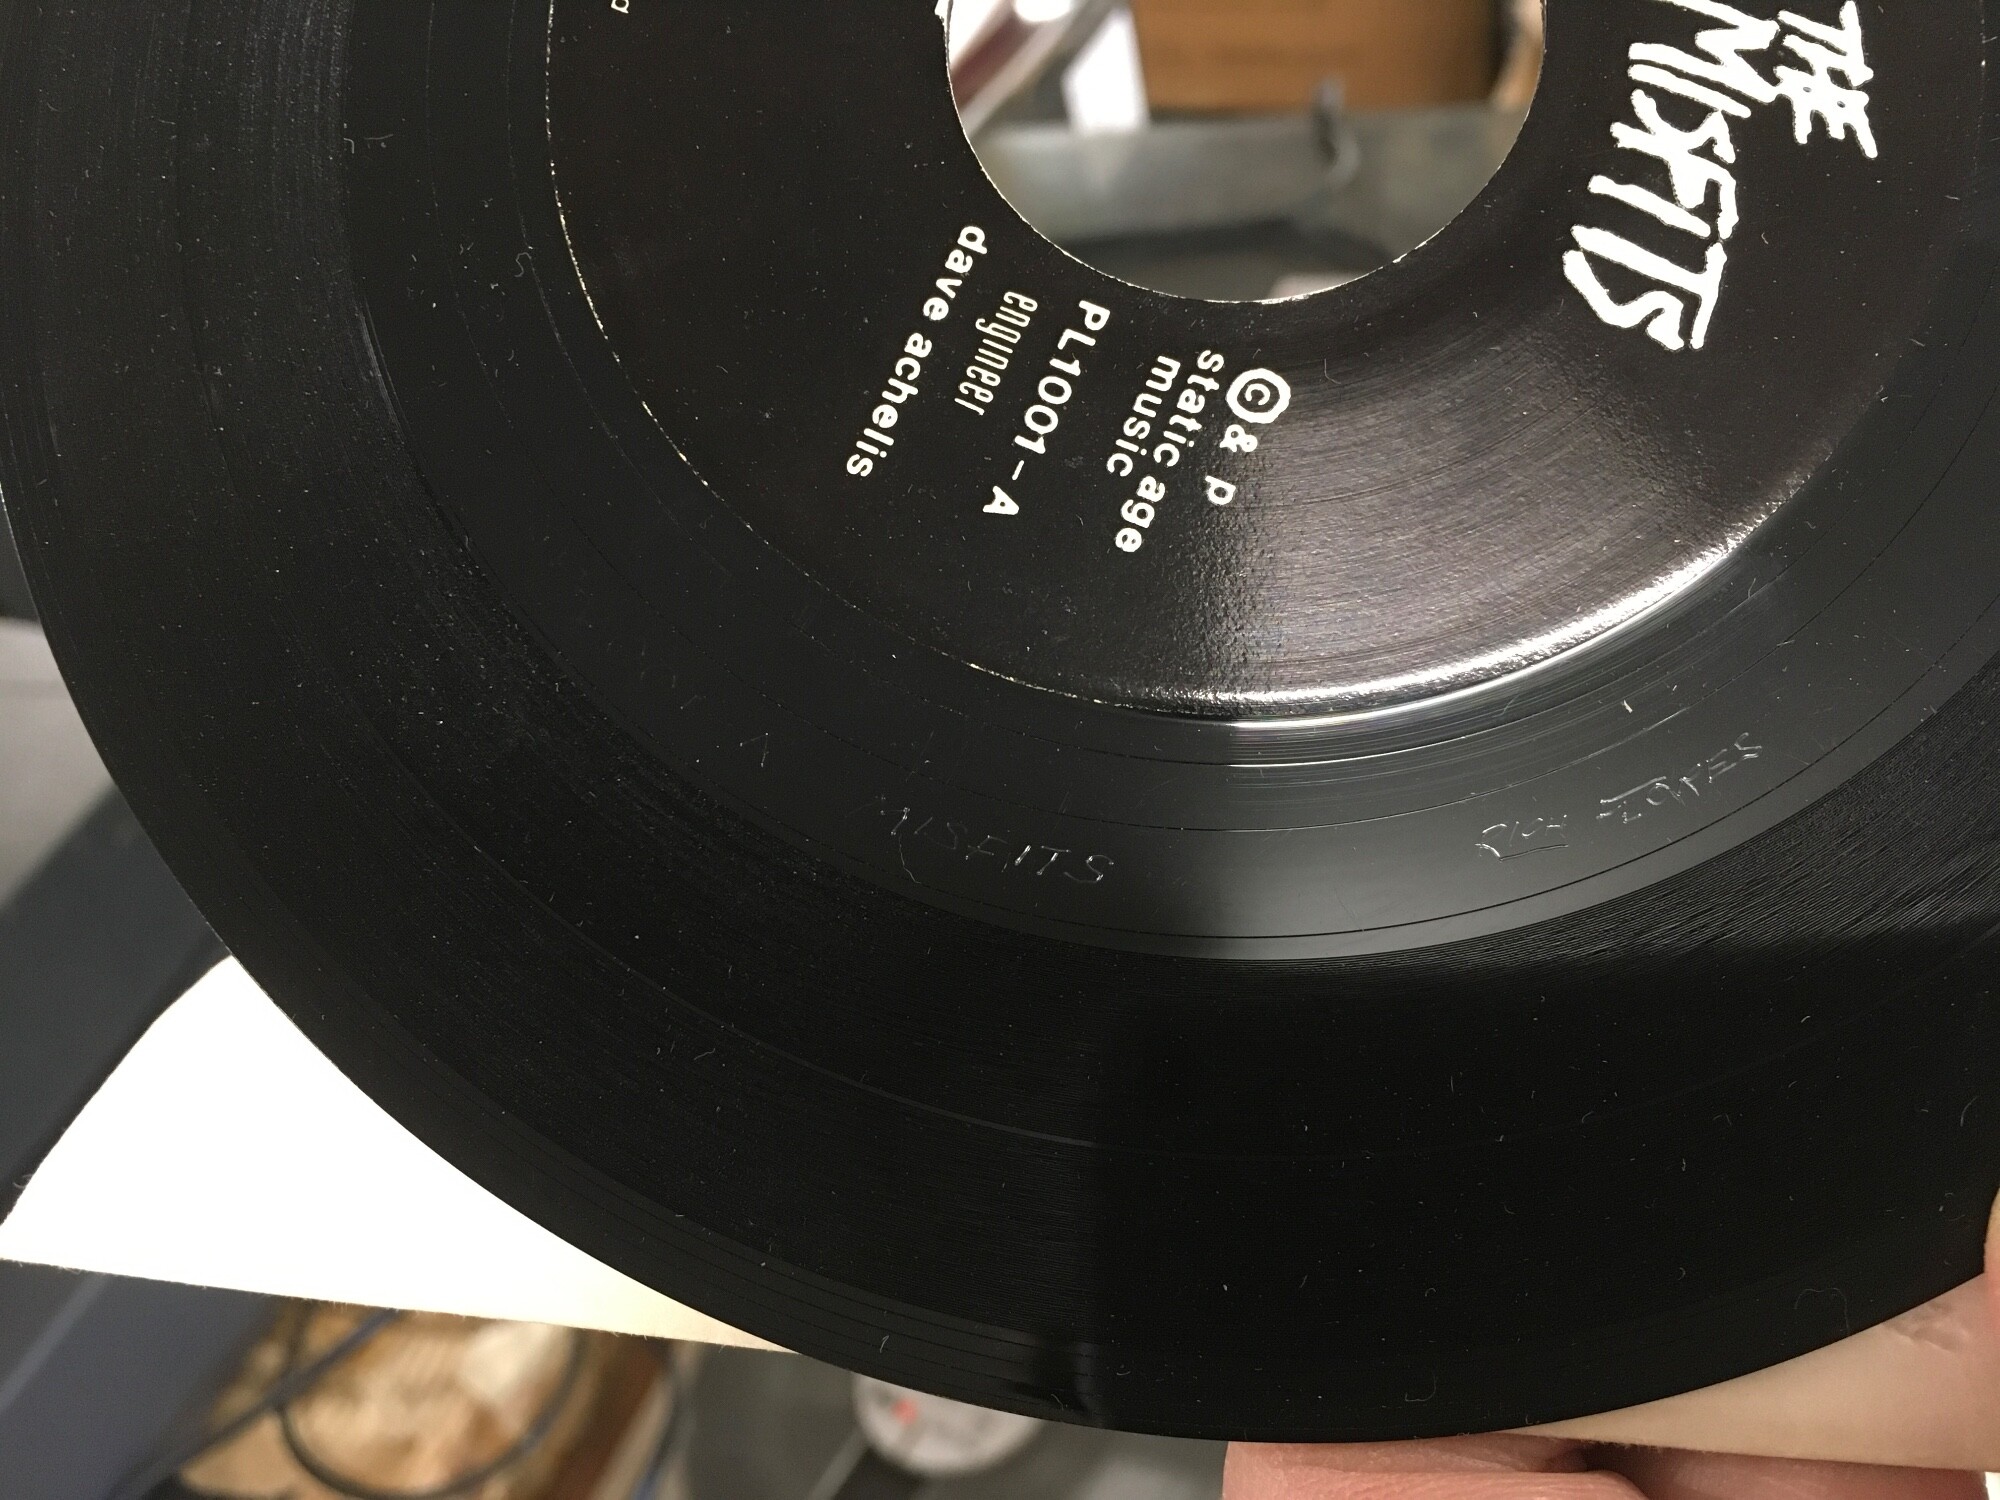 THE
MISFITS
© & p
static age
music
PL1001-A
engineer
dave achelis
MISFITS